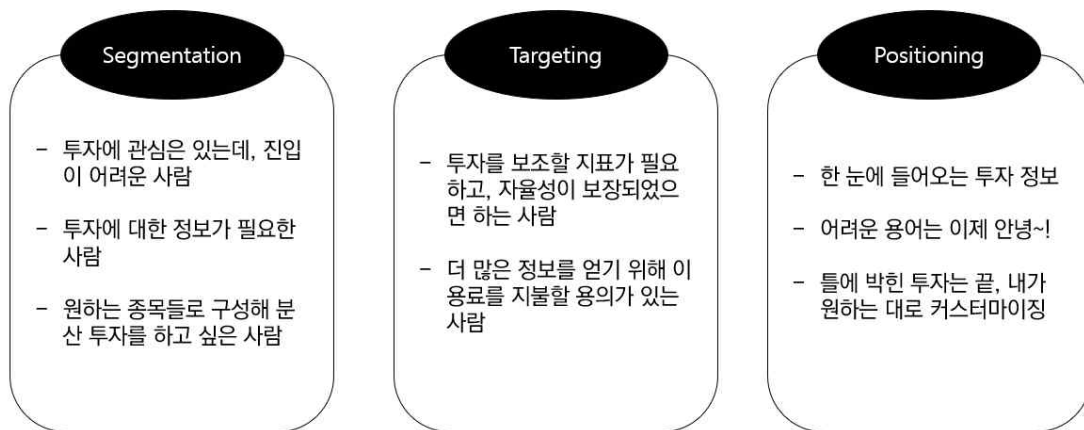 Segmentation
- 투자에 관심은 있는데, 진입
이 어려운 사람
- 투자에 대한 정보가 필요한
사람
- 원하는 종목들로 구성해 분
산 투자를 하고 싶은 사람
Targeting
- 투자를 보조할 지표가 필요
하고, 자율성이 보장되었으
면 하는 사람
- 더 많은 정보를 얻기 위해 이
용료를 지불할 용의가 있는
사람
Positioning
- 한 눈에 들어오는 투자 정보
- 어려운 용어는 이제 안녕~!
- 틀에 박힌 투자는 끝, 내가
원하는 대로 커스터마이징